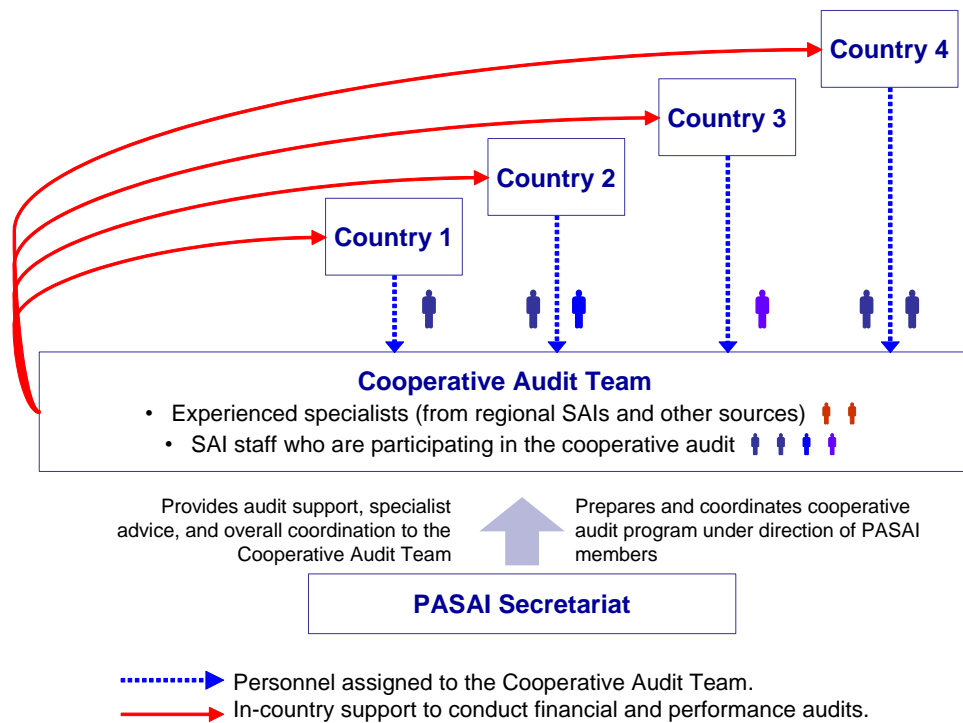 Country 4
Country 3
Country 2
Country 1
Cooperative Audit Team
• Experienced specialists (from regional SAIs and other sources)
• SAI staff who are participating in the cooperative audit
Provides audit support, specialist
advice, and overall coordination to the
Cooperative Audit Team
Prepares and coordinates cooperative
audit program under direction of PASAI
members
PASAI Secretariat
Personnel assigned to the Cooperative Audit Team.
In-country support to conduct financial and performance audits.